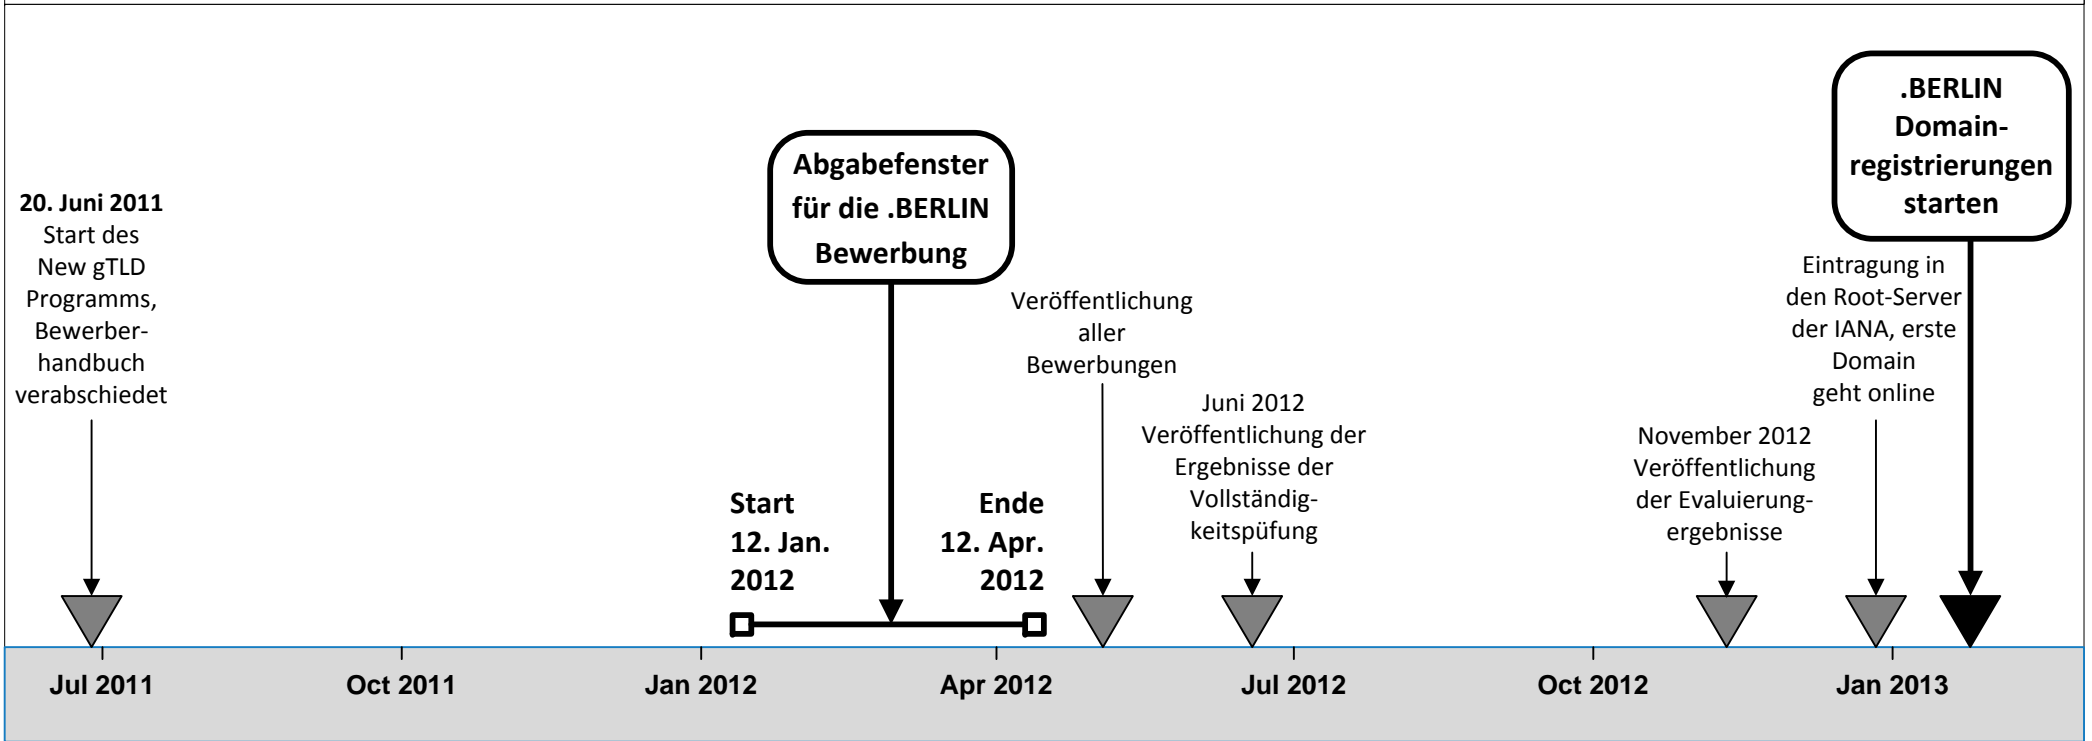 20. Juni 2011
Start des
New gTLD
Programms,
Bewerber-
handbuch
verabschiedet
Abgabefenster
für die .BERLIN
Bewerbung
Start
12. Jan.
2012
Ende
12. Apr.
2012
Veröffentlichung
aller
Bewerbungen
Juni 2012
Veröffentlichung der
Ergebnisse der
Vollständig-
keitspüfung
November 2012
Veröffentlichung
der Evaluierung-
ergebnisse
Eintragung in
den Root-Server
der IANA, erste
Domain
geht online
.BERLIN
Domain-
registrierungen
starten
Jul 2011
Oct 2011
Jan 2012
Apr 2012
Jul 2012
Oct 2012
Jan 2013